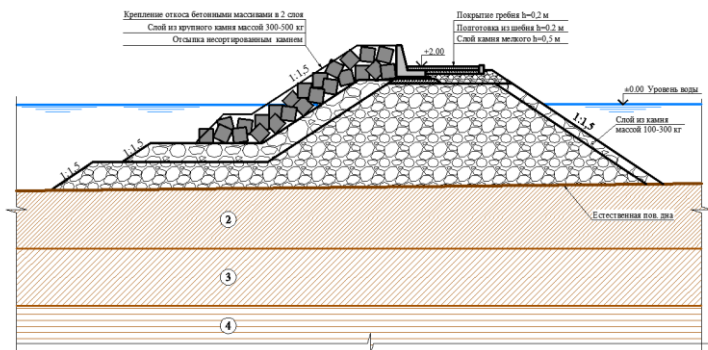 Крепление откоса бетонными массивами в 2 слоя
Слой из крупного камня массой 300-500 кг
Отсыпка несортированным камнем
Покрытие гребня h=0,2 м
Подготовка из щебня h=0.2 м
Слой камня мелкого h=0,5 м
+2.00
1:1.5
±0.00 Уровень воды
1:1.5
Слой из камня
массой 100-300 кг
1:1.5
1:1.5
Естественная пов. дна
2
3
4